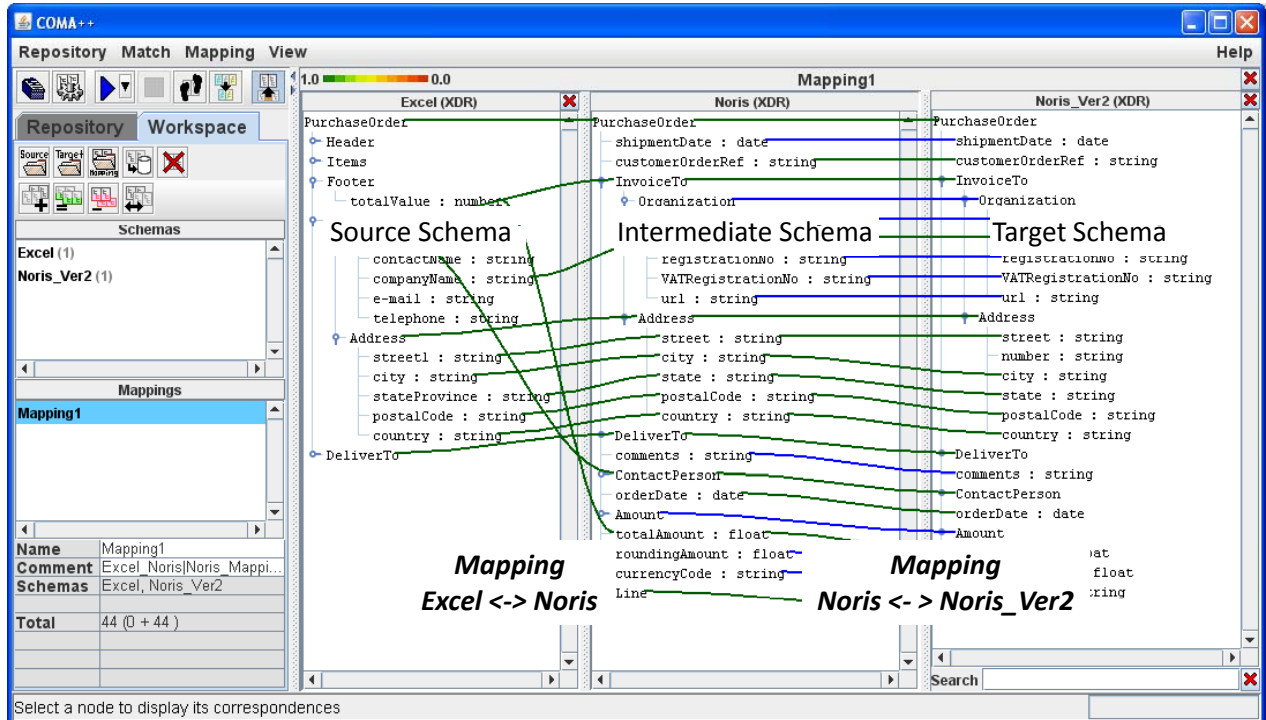 COMA++
Repository Match Mapping View Help
1.0 0.0 Mapping1
Repository Workspace
Source Target Mapping
Schemas
Excel (1)
Noris_Ver2 (1)
Mappings
Mapping1
Name Mapping1
Comment Excel_Noris|Noris_Mappi...
Schemas Excel, Noris_Ver2
Total 44 (0 + 44 )
Excel (XDR)
PurchaseOrder
Header
Items
Footer
totalValue : number
Source Schema
contactName : string
companyName : string
e-mail : string
telephone : string
Address
street1 : string
city : string
stateProvince : string
postalCode : string
country : string
DeliverTo
Mapping
Excel <-> Noris
Noris (XDR)
PurchaseOrder
shipmentDate : date
customerOrderRef : string
InvoiceTo
Organization
Intermediate Schema
registrationNo : string
VATRegistrationNo : string
url : string
Address
street : string
city : string
state : string
postalCode : string
country : string
DeliverTo
comments : string
ContactPerson
orderDate : date
Amount
totalAmount : float
roundingAmount : float
currencyCode : string
Line
Noris_Ver2 (XDR)
PurchaseOrder
shipmentDate : date
customerOrderRef : string
InvoiceTo
Organization
Target Schema
registrationNo : string
VATRegistrationNo : string
url : string
Address
street : string
number : string
city : string
state : string
postalCode : string
country : string
DeliverTo
comments : string
ContactPerson
orderDate : date
Amount
float
Mapping
Noris <- > Noris_Ver2
Search
Select a node to display its correspondences